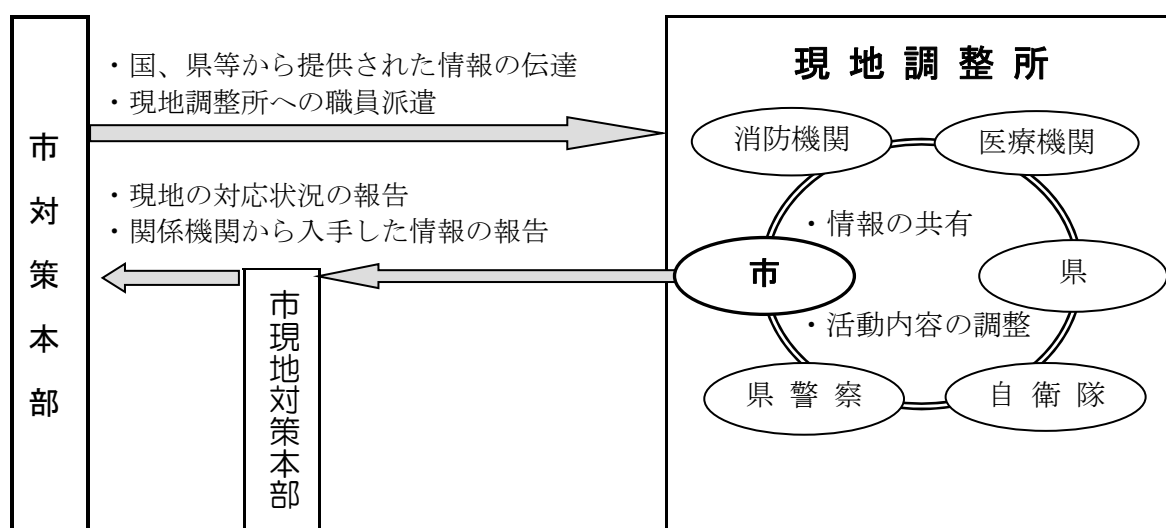 市対策本部
・国、県等から提供された情報の伝達
・現地調整所への職員派遣
・現地の対応状況の報告
・関係機関から入手した情報の報告
市現地対策本部
現地調整所
消防機関
医療機関
・情報の共有
市
県
・活動内容の調整
県警察
自衛隊